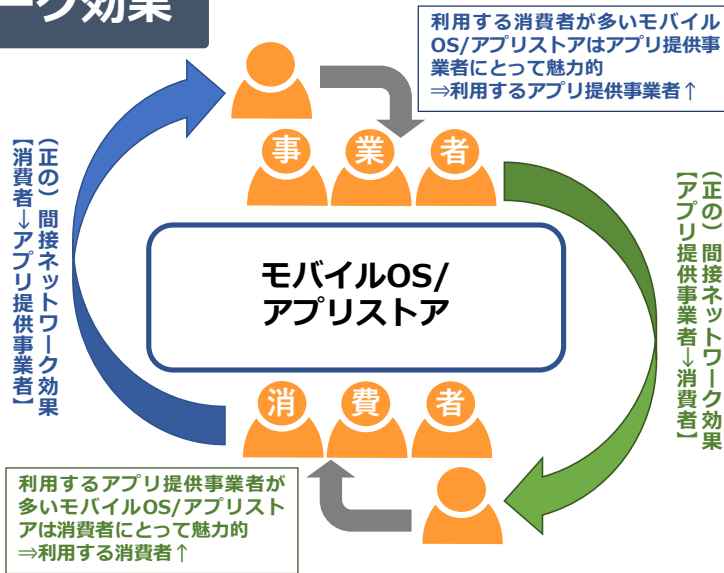 ーク効果
利用する消費者が多いモバイル
OS/アプリストアはアプリ提供事
業者にとって魅力的
⇒利用するアプリ提供事業者↑
事業者
(正の)間接ネットワーク効果
【消費者→アプリ提供事業者】
(正の)間接ネットワーク効果
【アプリ提供事業者→消費者】
モバイルOS/
アプリストア
消費者
利用するアプリ提供事業者が
多いモバイルOS/アプリスト
アは消費者にとって魅力的
⇒利用する消費者↑